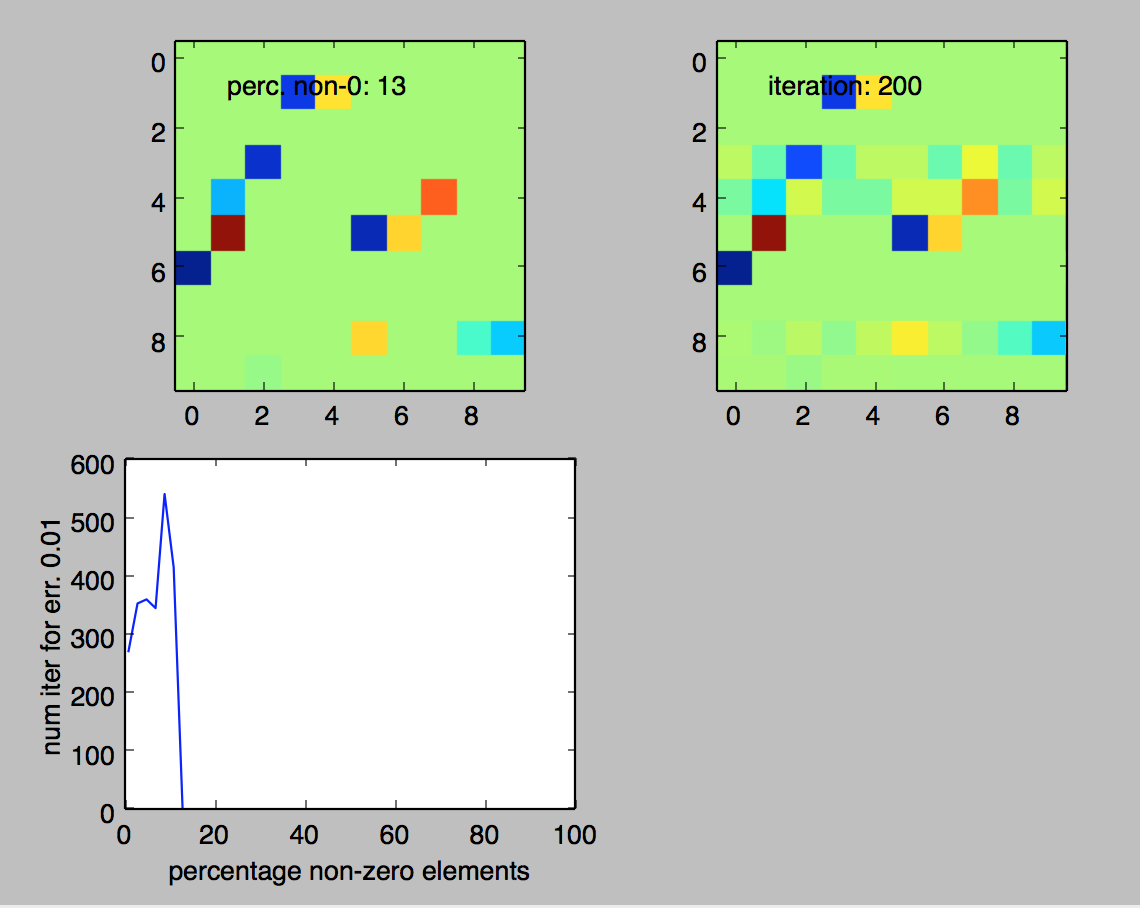 0
perc. non-0: 13
2
4
6
8
0 2 4 6 8
0
iteration: 200
2
4
6
8
0 2 4 6 8
600
500
400
300
200
100
0
num iter for err. 0.01
0 20 40 60 80 100
percentage non-zero elements